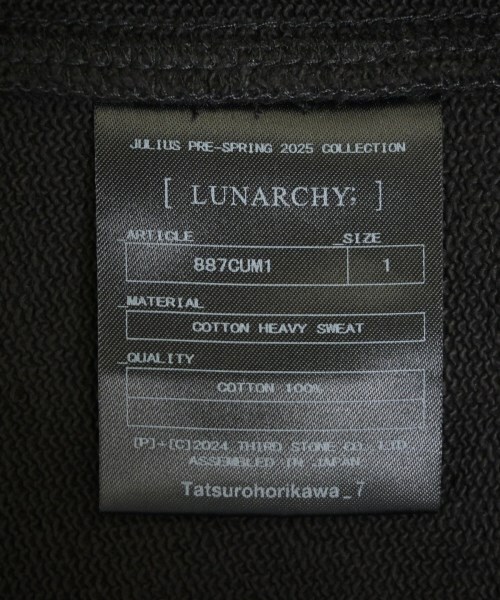 JULIUS PRE-SPRING 2025 COLLECTION
[ LUNARCHY; ]
_ARTICLE _SIZE
887CUM1 1
_MATERIAL
COTTON HEAVY SWEAT
_QUALITY
COTTON 100%
[P]+[C]2024 THIRD STONE CO., LTD.
ASSEMBLED IN JAPAN
Tatsurohorikawa_7